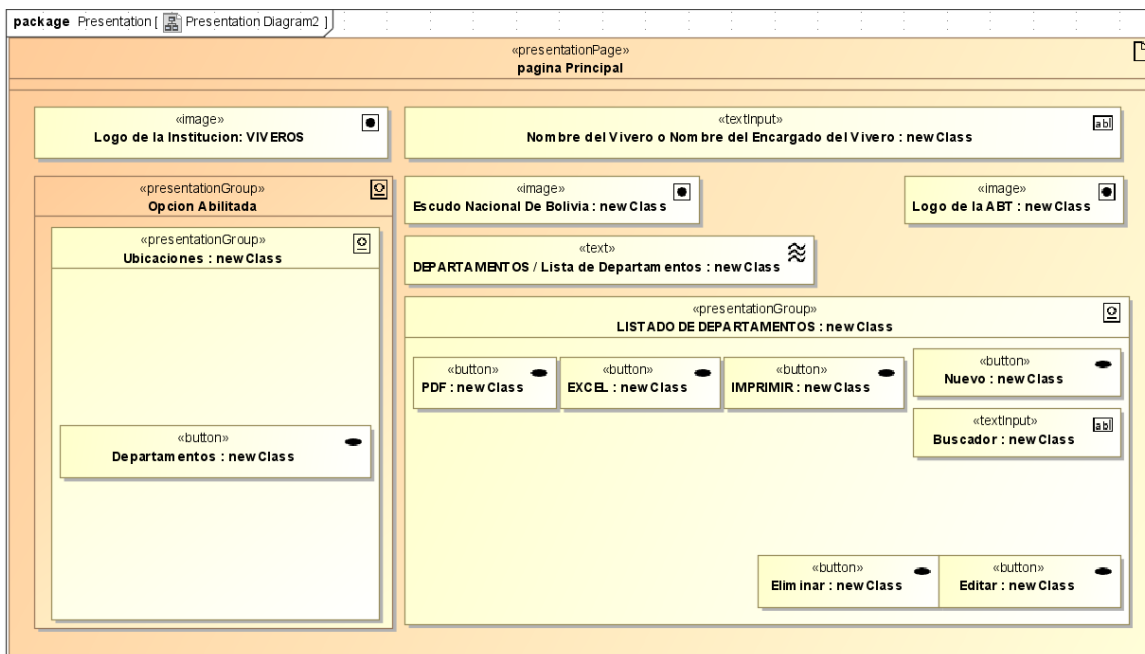 package Presentation [ Presentation Diagram2 ]
«presentationPage»
pagina Principal
«image»
Logo de la Institucion: VIVEROS
«textInput»
Nombre del Vivero o Nombre del Encargado del Vivero : newClass
abl
«presentationGroup»
Opcion Abilitada
«presentationGroup»
Ubicaciones : newClass
«button»
Departamentos : newClass
«image»
Escudo Nacional De Bolivia : newClass
«image»
Logo de la ABT : newClass
«text»
DEPARTAMENTOS / Lista de Departamentos : newClass
«presentationGroup»
LISTADO DE DEPARTAMENTOS : newClass
«button»
PDF : newClass
«button»
EXCEL : newClass
«button»
IMPRIMIR : newClass
«button»
Nuevo : newClass
«textInput»
Buscador : newClass
abl
«button»
Eliminar : newClass
«button»
Editar : newClass